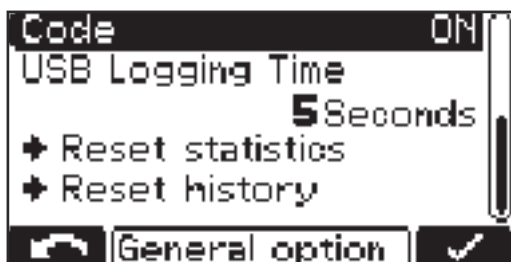 Code ON
USB Logging Time
5 Seconds
Reset statistics
Reset history
General option